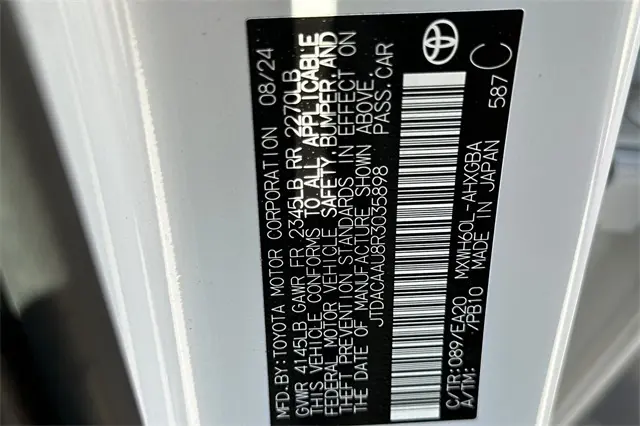 MFD.BY:TOYOTA MOTOR CORPORATION 08/24
GVWR 4145LB GAWR FR 2345LB RR 2270LB
THIS VEHICLE CONFORMS TO ALL APPLICABLE
FEDERAL MOTOR VEHICLE SAFETY, BUMPER, AND
THEFT PREVENTION STANDARDS IN EFFECT ON
THE DATE OF MANUFACTURE SHOWN ABOVE.
JTDACAAU8R3035898 PASS.CAR
C/TR:089/EA20 MXWH60L-AHXGBA
A/TM: -/PB10 MADE IN JAPAN 587 C